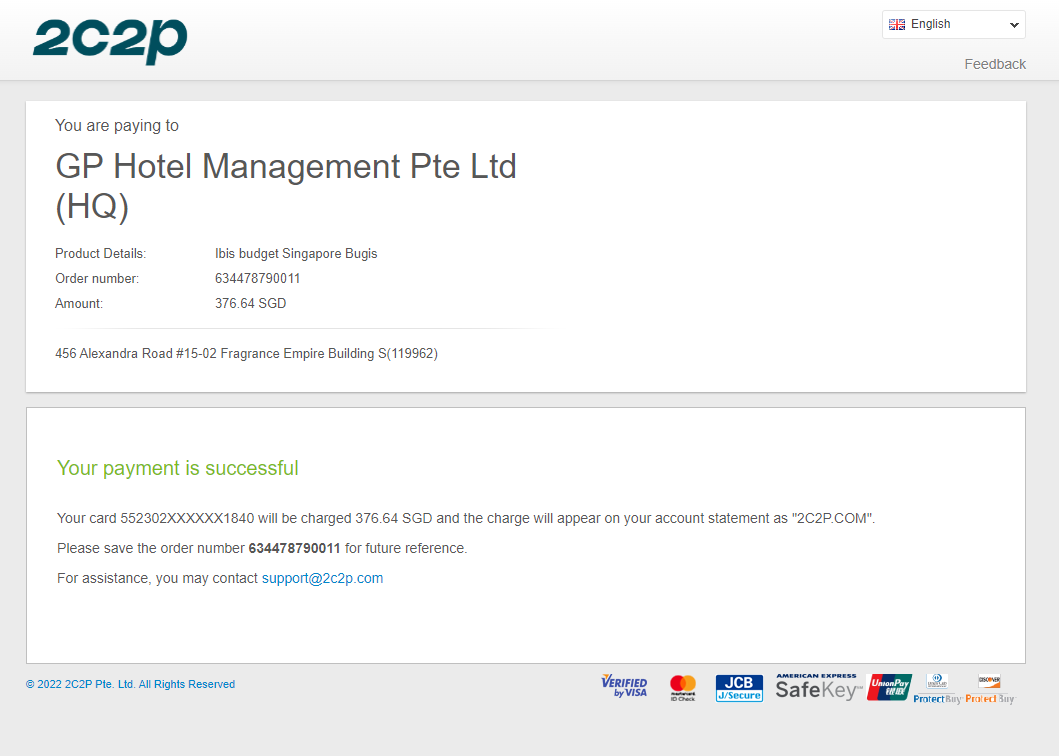 2c2p
English
Feedback
You are paying to
GP Hotel Management Pte Ltd
(HQ)
Product Details: Ibis budget Singapore Bugis
Order number: 634478790011
Amount: 376.64 SGD
456 Alexandra Road #15-02 Fragrance Empire Building S(119962)
Your payment is successful
Your card 552302XXXXXX1840 will be charged 376.64 SGD and the charge will appear on your account statement as "2C2P.COM".
Please save the order number 634478790011 for future reference.
For assistance, you may contact support@2c2p.com
© 2022 2C2P Pte. Ltd. All Rights Reserved
VERIFIED
by VISA
mastercard
ID Check
JCB
J/Secure
AMERICAN EXPRESS
SafeKey
UnionPay
银联
ProtectBuy
DISCOVER
ProtectBuy